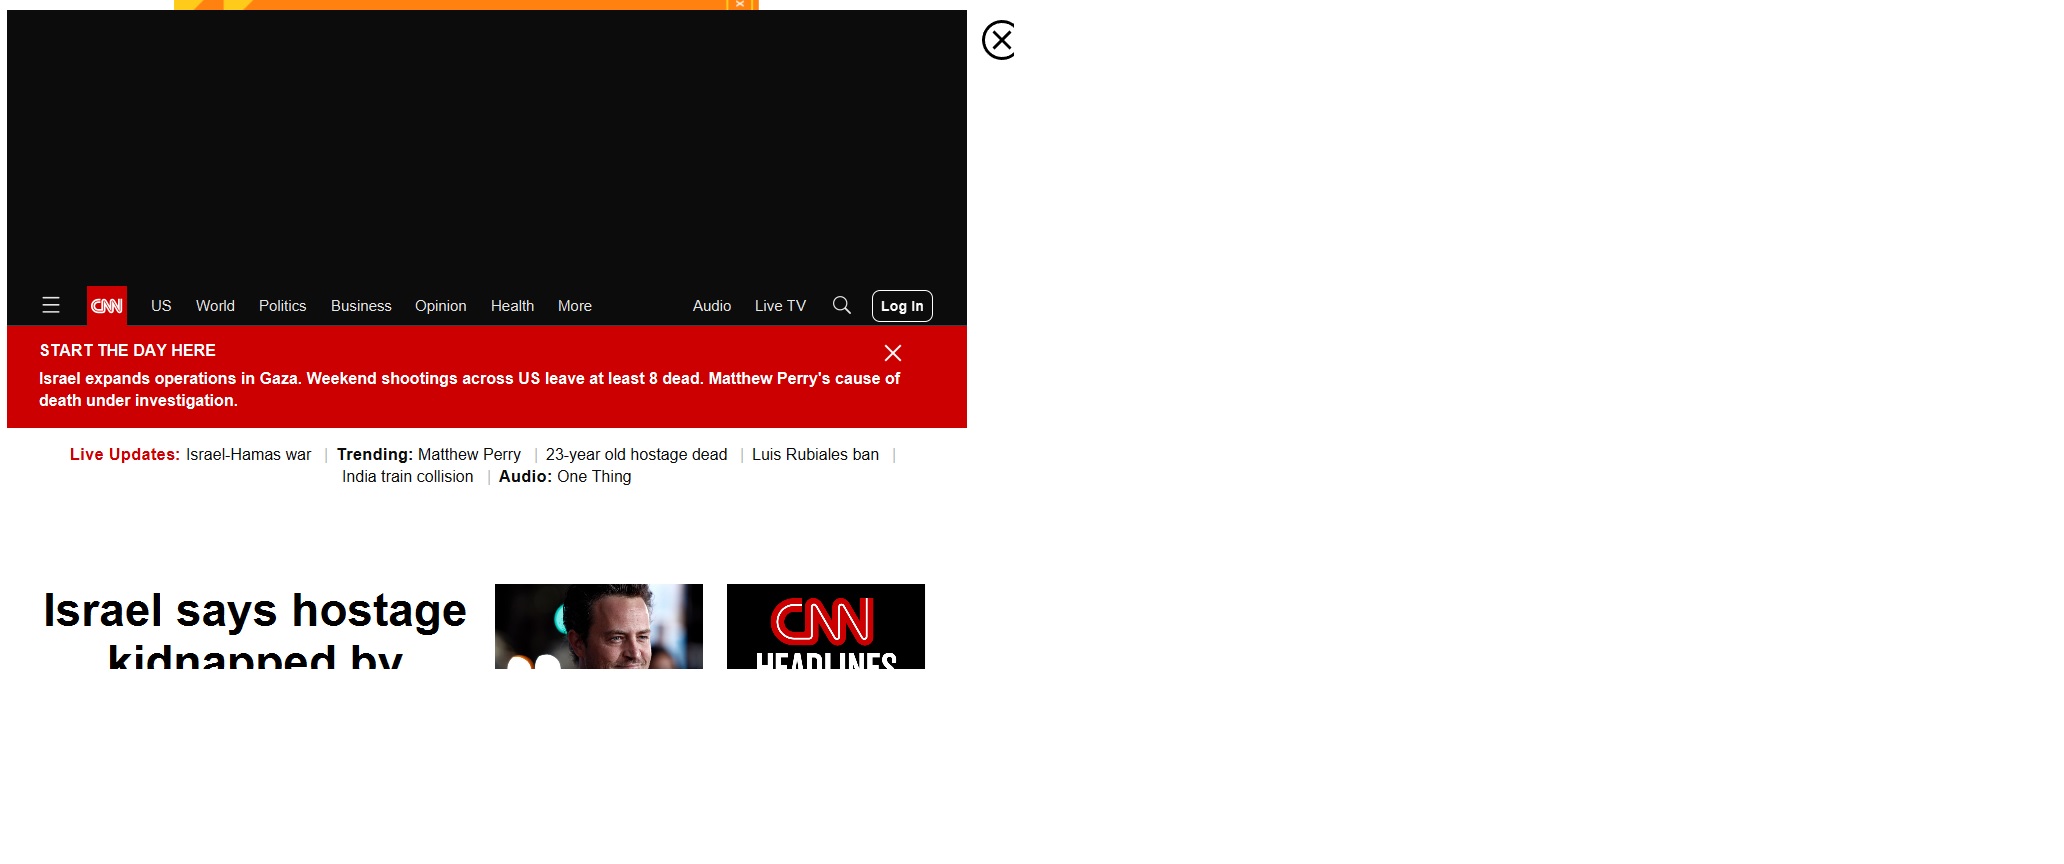 CNN US World Politics Business Opinion Health More Audio Live TV Log In
START THE DAY HERE
Israel expands operations in Gaza. Weekend shootings across US leave at least 8 dead. Matthew Perry's cause of
death under investigation.
Live Updates: Israel-Hamas war | Trending: Matthew Perry | 23-year old hostage dead | Luis Rubiales ban |
India train collision | Audio: One Thing
Israel says hostage
kidnapped by
CNN
HEADLINES